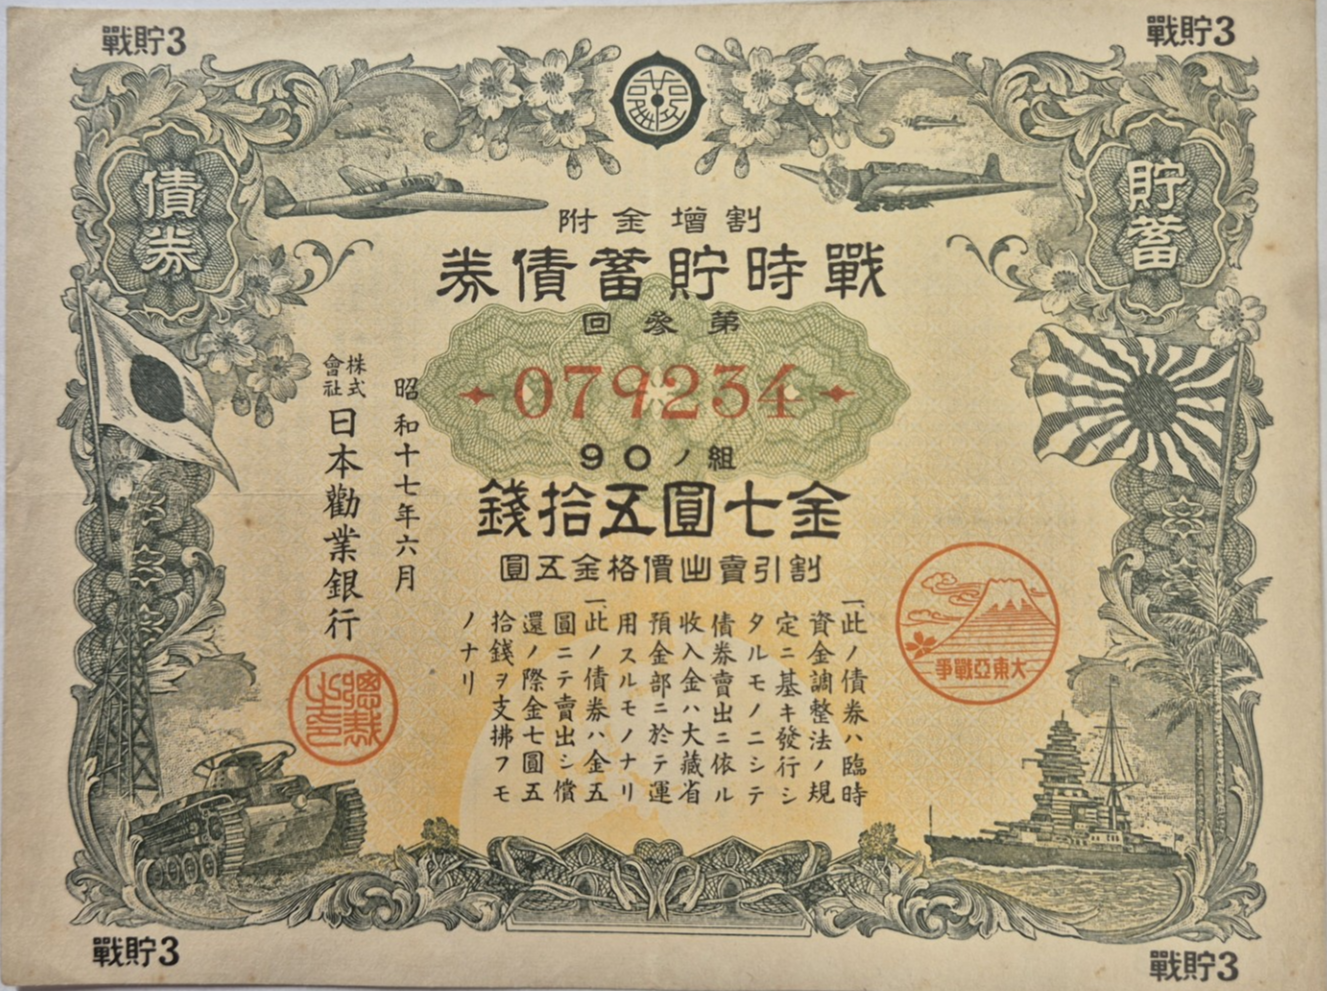 戰貯3
戰貯3
貯蓄
債券
割增金附
戰時貯蓄債券
第參回
079234
90ノ組
金七圓五拾錢
割引賣出價格金五圓
一、此ノ債券ハ臨時
資金調整法ノ規
定ニ基キ發行シ
タルモノニシテ
債券賣出ニ依ル
收入金ハ大藏省
預金部ニ於テ運
用スルモノナリ
一、此ノ債券ハ金五
圓ニテ賣出シ償
還ノ際金七圓五
拾錢ヲ支拂フモ
ノナリ
昭和十七年六月
株式會社日本勸業銀行
總裁之印
大東亞戰爭
戰貯3
戰貯3